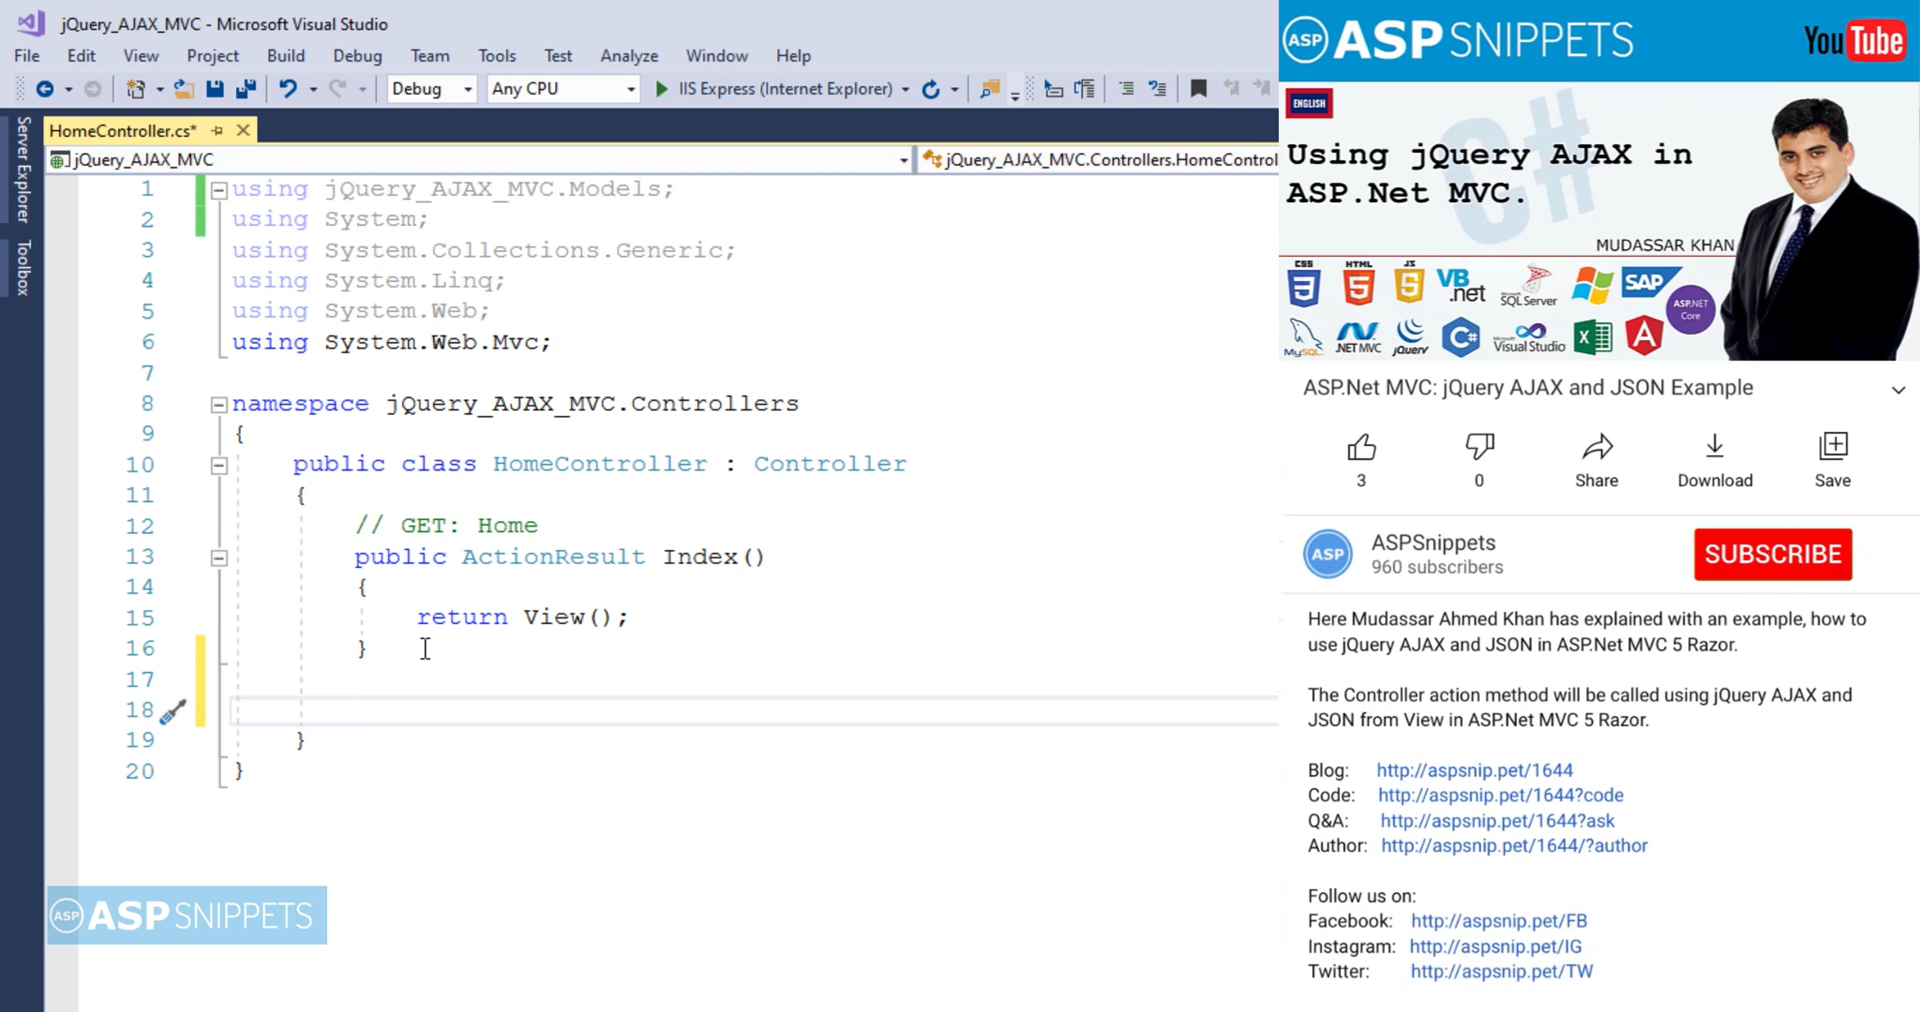 jQuery_AJAX_MVC - Microsoft Visual Studio
File Edit View Project Build Debug Team Tools Test Analyze Window Help
Debug Any CPU IIS Express (Internet Explorer)
Server Explorer
Toolbox
HomeController.cs*
jQuery_AJAX_MVC jQuery_AJAX_MVC.Controllers.HomeControl
1 using jQuery_AJAX_MVC.Models;
2 using System;
3 using System.Collections.Generic;
4 using System.Linq;
5 using System.Web;
6 using System.Web.Mvc;
7
8 namespace jQuery_AJAX_MVC.Controllers
9 {
10 public class HomeController : Controller
11 {
12 // GET: Home
13 public ActionResult Index()
14 {
15 return View();
16 }
17
18
19 }
20 }
ASP ASPSNIPPETS
ASP ASPSNIPPETS
YouTube
ENGLISH
C#
Using jQuery AJAX in
ASP.Net MVC.
MUDASSAR KHAN
CSS HTML JS VB .net SQL Server SAP ASP.NET Core
3 5
MySQL .NET MVC jQuery C# Visual Studio X A
ASP.Net MVC: jQuery AJAX and JSON Example
3 0 Share Download Save
ASP ASPSnippets
960 subscribers
SUBSCRIBE
Here Mudassar Ahmed Khan has explained with an example, how to
use jQuery AJAX and JSON in ASP.Net MVC 5 Razor.
The Controller action method will be called using jQuery AJAX and
JSON from View in ASP.Net MVC 5 Razor.
Blog: http://aspsnip.pet/1644
Code: http://aspsnip.pet/1644?code
Q&A: http://aspsnip.pet/1644?ask
Author: http://aspsnip.pet/1644/?author
Follow us on:
Facebook: http://aspsnip.pet/FB
Instagram: http://aspsnip.pet/IG
Twitter: http://aspsnip.pet/TW